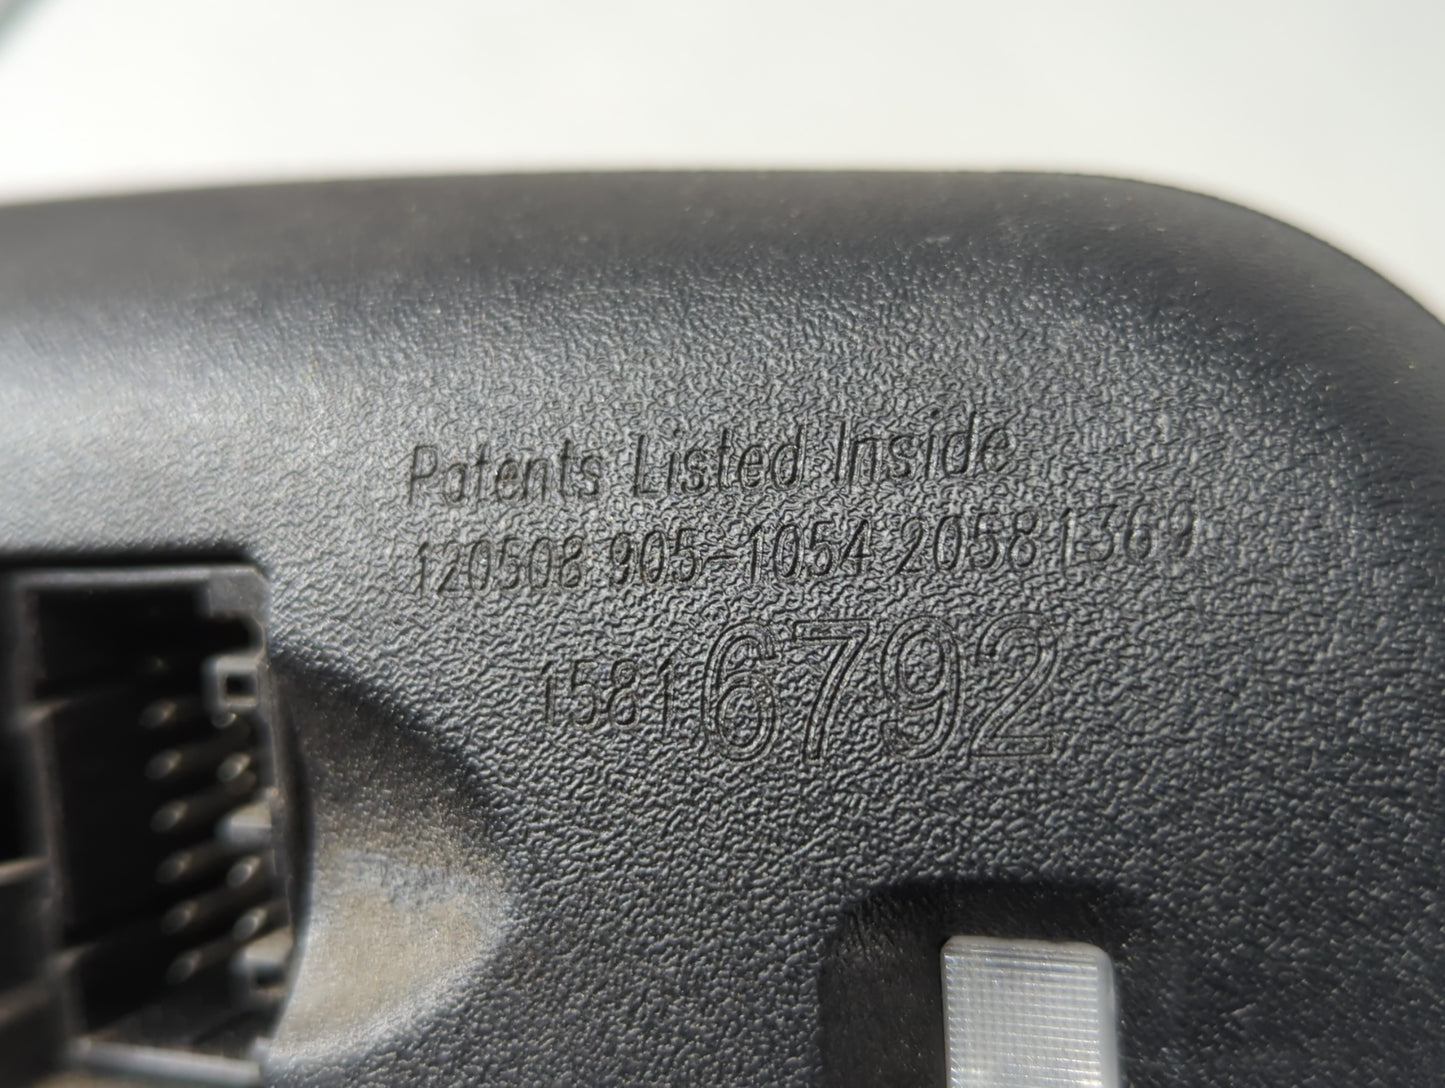 Patents Listed Inside
120508 905-1054 20581369
15816792